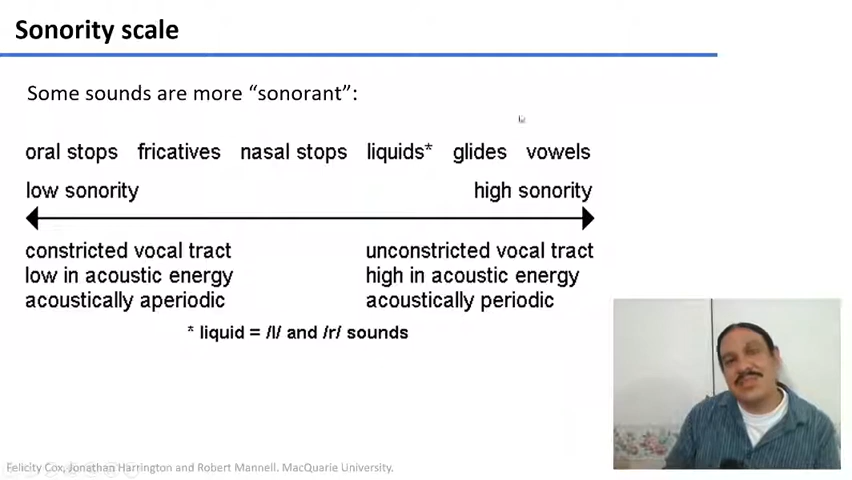 Sonority scale
Some sounds are more “sonorant”:
oral stops fricatives nasal stops liquids* glides vowels
low sonority high sonority
constricted vocal tract unconstricted vocal tract
low in acoustic energy high in acoustic energy
acoustically aperiodic acoustically periodic
* liquid = /l/ and /r/ sounds
Felicity Cox, Jonathan Harrington and Robert Mannell. MacQuarie University.